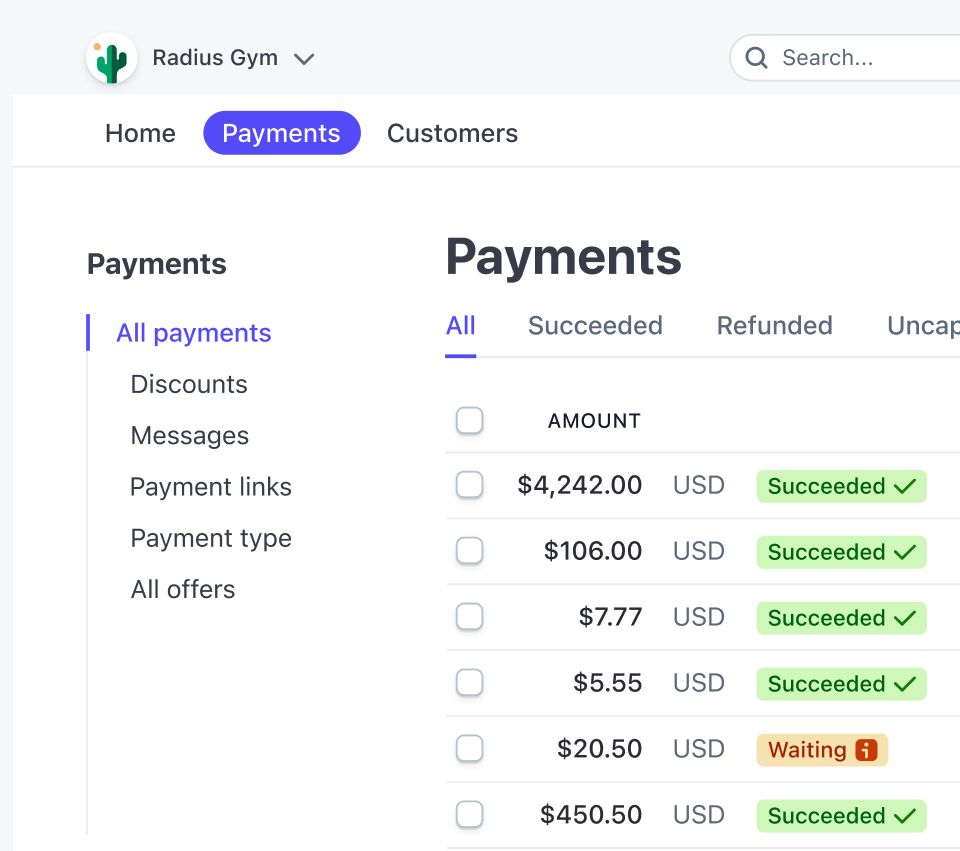 Radius Gym
Search...
Home Payments Customers
Payments
All payments
Discounts
Messages
Payment links
Payment type
All offers
Payments
All Succeeded Refunded Uncap
AMOUNT
$4,242.00 USD Succeeded
$106.00 USD Succeeded
$7.77 USD Succeeded
$5.55 USD Succeeded
$20.50 USD Waiting
$450.50 USD Succeeded